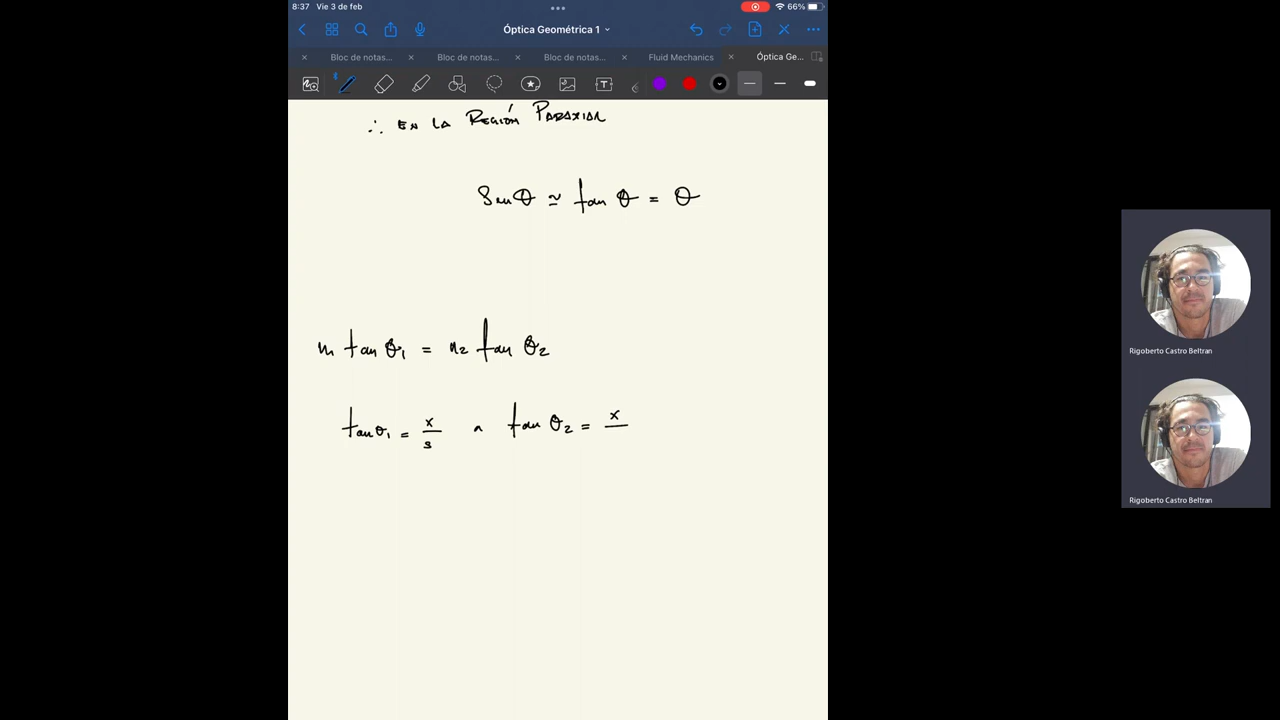 8:37 Vie 3 de feb
66%
Óptica Geométrica 1
Bloc de notas...
Bloc de notas...
Bloc de notas...
Fluid Mechanics
Óptica Ge...
∴ EN LA REGIÓN PARAXIAL
Sen θ ≃ tan θ = θ
n₁ tan θ₁ = n₂ tan θ₂
tan θ₁ = x/s ∧ tan θ₂ = x/
Rigoberto Castro Beltran
Rigoberto Castro Beltran